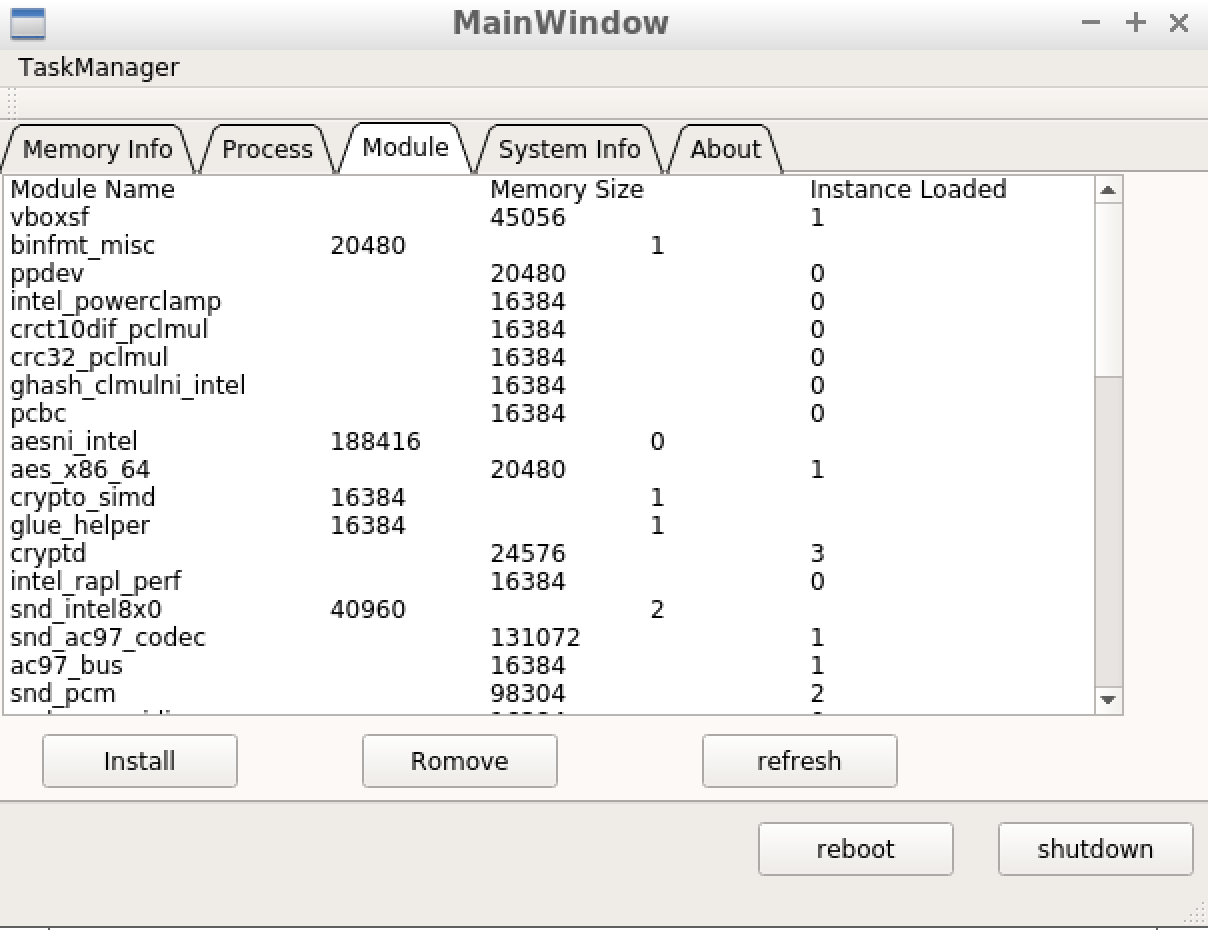 MainWindow
TaskManager
Memory Info Process Module System Info About
Module Name Memory Size Instance Loaded
vboxsf 45056 1
binfmt_misc 20480 1
ppdev 20480 0
intel_powerclamp 16384 0
crct10dif_pclmul 16384 0
crc32_pclmul 16384 0
ghash_clmulni_intel 16384 0
pcbc 16384 0
aesni_intel 188416 0
aes_x86_64 20480 1
crypto_simd 16384 1
glue_helper 16384 1
cryptd 24576 3
intel_rapl_perf 16384 0
snd_intel8x0 40960 2
snd_ac97_codec 131072 1
ac97_bus 16384 1
snd_pcm 98304 2
Install Romove refresh
reboot shutdown